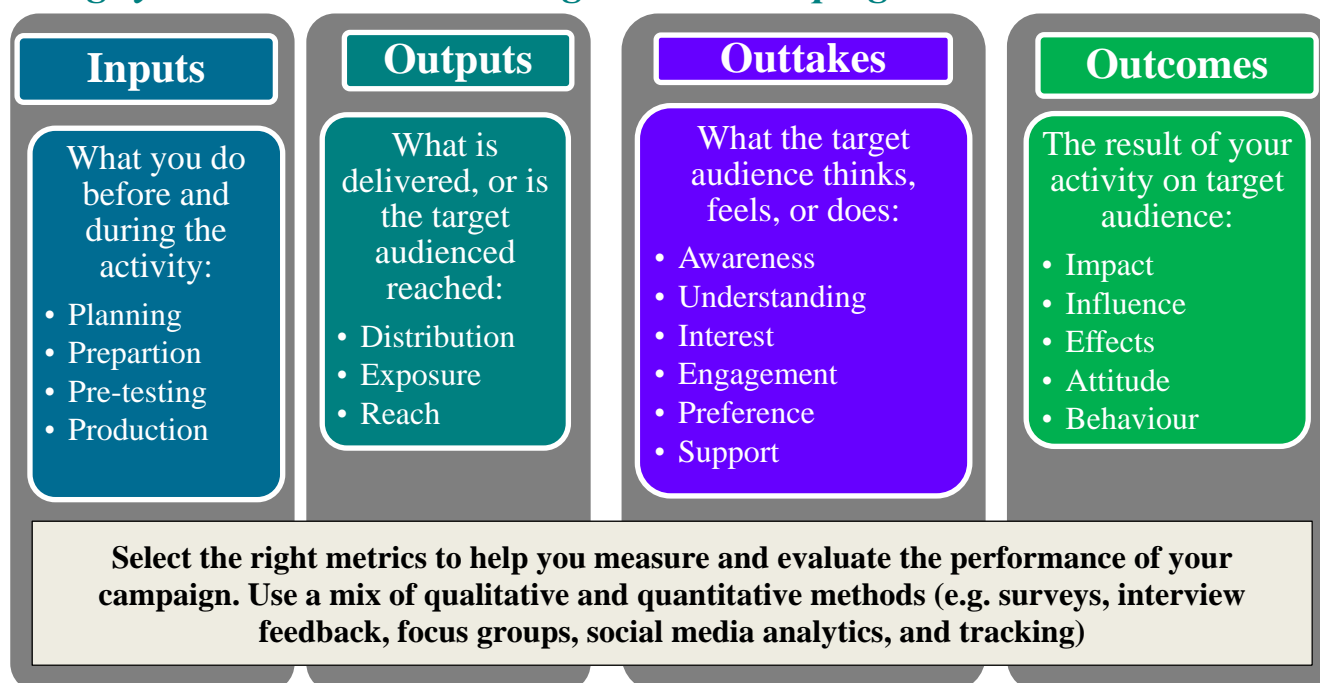 Inputs
What you do
before and
during the
activity:
• Planning
• Prepartion
• Pre-testing
• Production
Outputs
What is
delivered, or is
the target
audienced
reached:
• Distribution
• Exposure
• Reach
Outtakes
What the target
audience thinks,
feels, or does:
• Awareness
• Understanding
• Interest
• Engagement
• Preference
• Support
Outcomes
The result of your
activity on target
audience:
• Impact
• Influence
• Effects
• Attitude
• Behaviour
Select the right metrics to help you measure and evaluate the performance of your
campaign. Use a mix of qualitative and quantitative methods (e.g. surveys, interview
feedback, focus groups, social media analytics, and tracking)